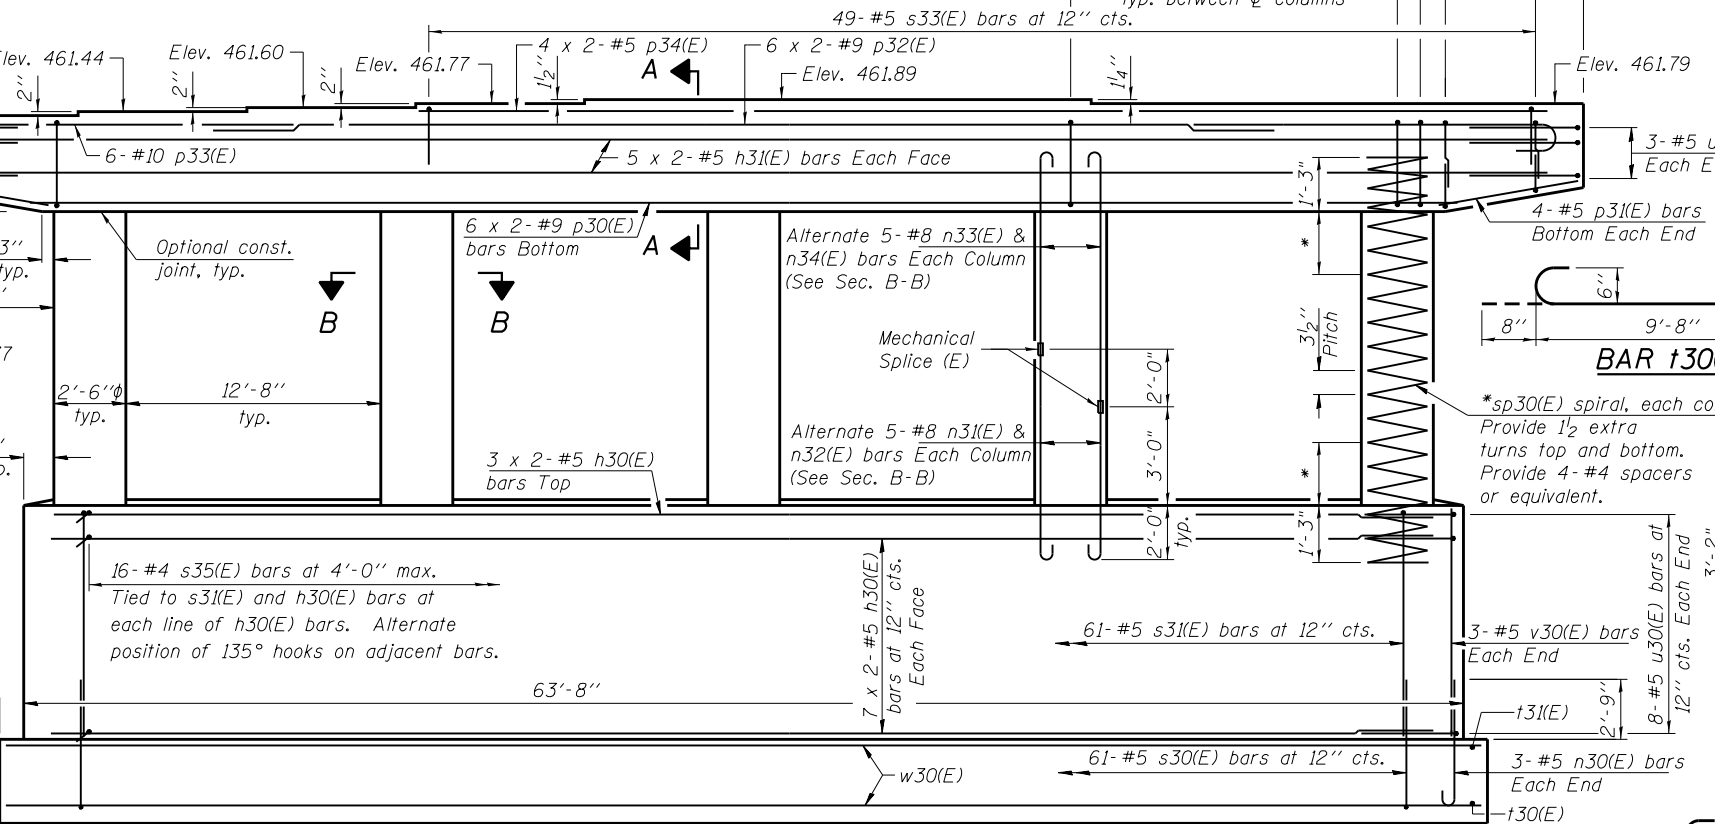 49-#5 s33(E) bars at 12" cts.
Elev. 461.44
Elev. 461.60
Elev. 461.77
4 x 2-#5 p34(E)
6 x 2-#9 p32(E)
Elev. 461.89
Elev. 461.79
2"
2"
2"
1½"
1¼"
A
6-#10 p33(E)
5 x 2-#5 h31(E) bars Each Face
3-#5
Each
1'-3"
4-#5 p31(E) bars
Bottom Each End
6 x 2-#9 p30(E)
bars Bottom
A
Alternate 5-#8 n33(E) &
n34(E) bars Each Column
(See Sec. B-B)
*
Optional const.
joint, typ.
typ.
B
B
6"
8"
9'-8"
BAR t30(
Mechanical
Splice (E)
3½"
Pitch
2'-0"
2'-6"ϕ
typ.
12'-8"
typ.
*sp30(E) spiral, each
Provide 1½ extra
turns top and bottom.
Provide 4-#4 spacers
or equivalent.
Alternate 5-#8 n31(E) &
n32(E) bars Each Column
(See Sec. B-B)
3'-0"
*
3 x 2-#5 h30(E)
bars Top
2'-0"
typ.
1'-3"
16-#4 s35(E) bars at 4'-0" max.
Tied to s31(E) and h30(E) bars at
each line of h30(E) bars. Alternate
position of 135° hooks on adjacent bars.
7 x 2-#5 h30(E)
bars at 12" cts.
Each Face
61-#5 s31(E) bars at 12" cts.
3-#5 v30(E) bars
Each End
8-#5 u30(E) bars at
12" cts. Each End
3'-2"
63'-8"
2'-9"
t31(E)
w30(E)
61-#5 s30(E) bars at 12" cts.
3-#5 n30(E) bars
Each End
t30(E)